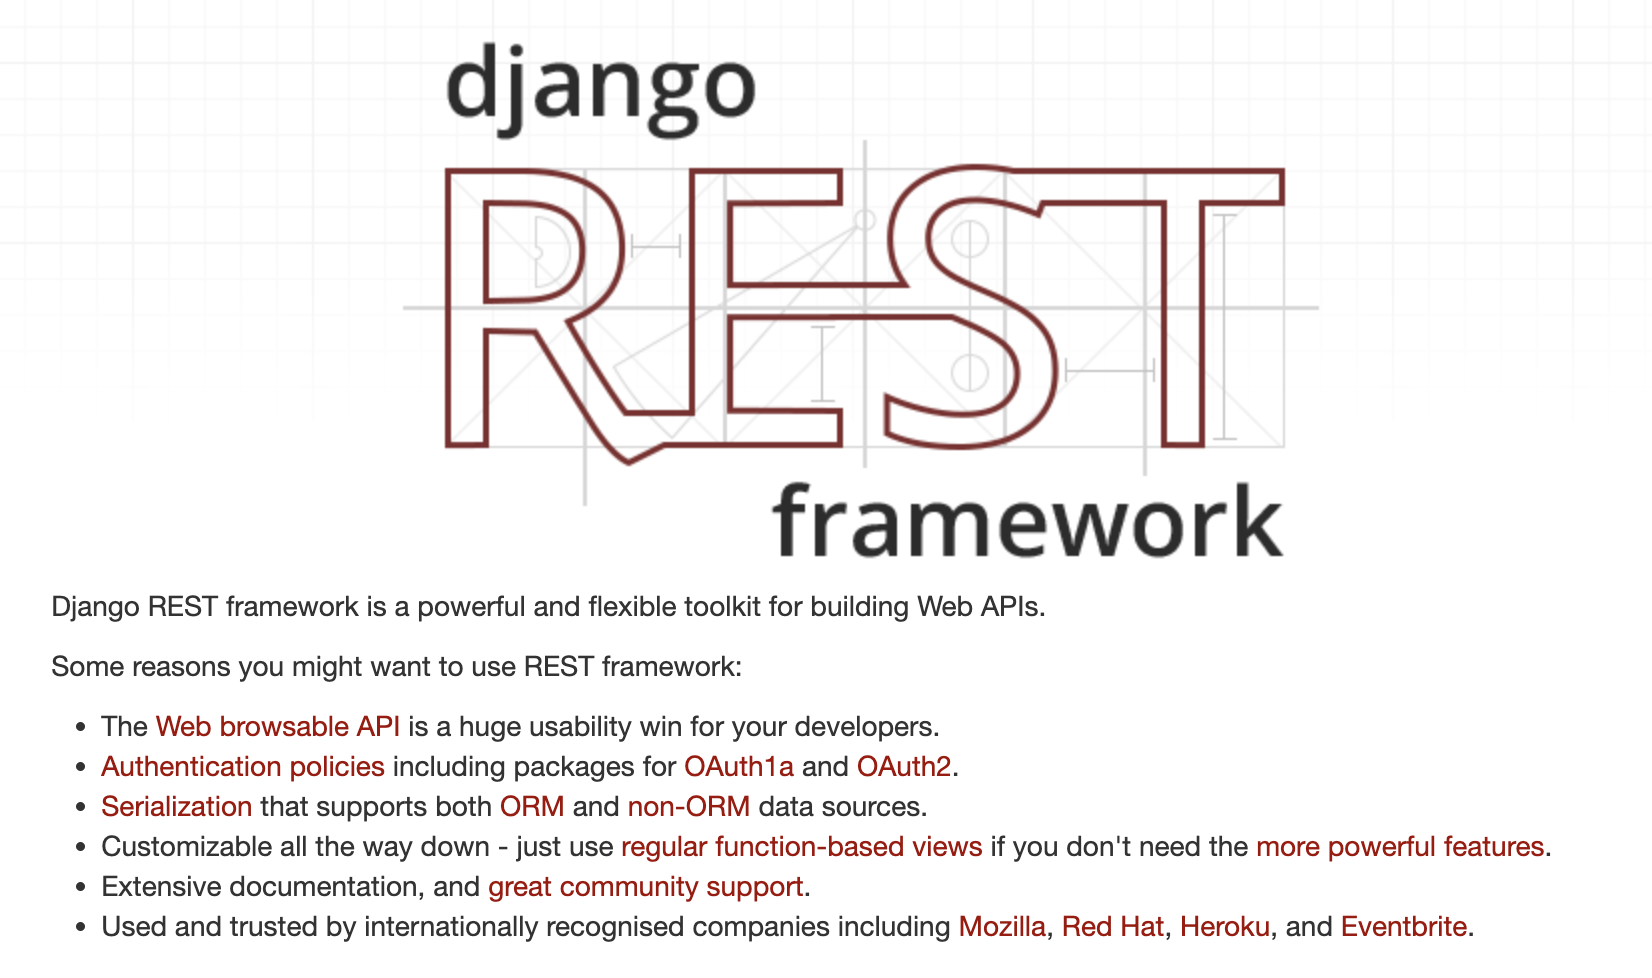 django
REST
framework
Django REST framework is a powerful and flexible toolkit for building Web APIs.
Some reasons you might want to use REST framework:
• The Web browsable API is a huge usability win for your developers.
• Authentication policies including packages for OAuth1a and OAuth2.
• Serialization that supports both ORM and non-ORM data sources.
• Customizable all the way down - just use regular function-based views if you don't need the more powerful features.
• Extensive documentation, and great community support.
• Used and trusted by internationally recognised companies including Mozilla, Red Hat, Heroku, and Eventbrite.